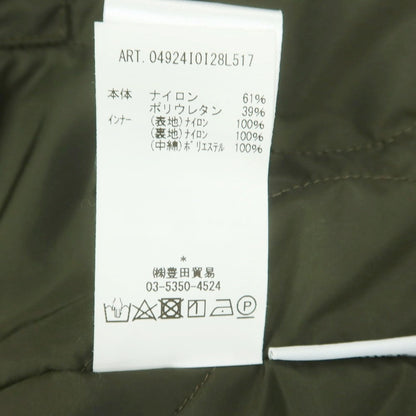 ART.04924IOI28L517
本体 ナイロン 61%
ポリウレタン 39%
インナー (表地)ナイロン 100%
(裏地)ナイロン 100%
(中綿)ポリエステル 100%
*
㈱豊田貿易
03-5350-4524